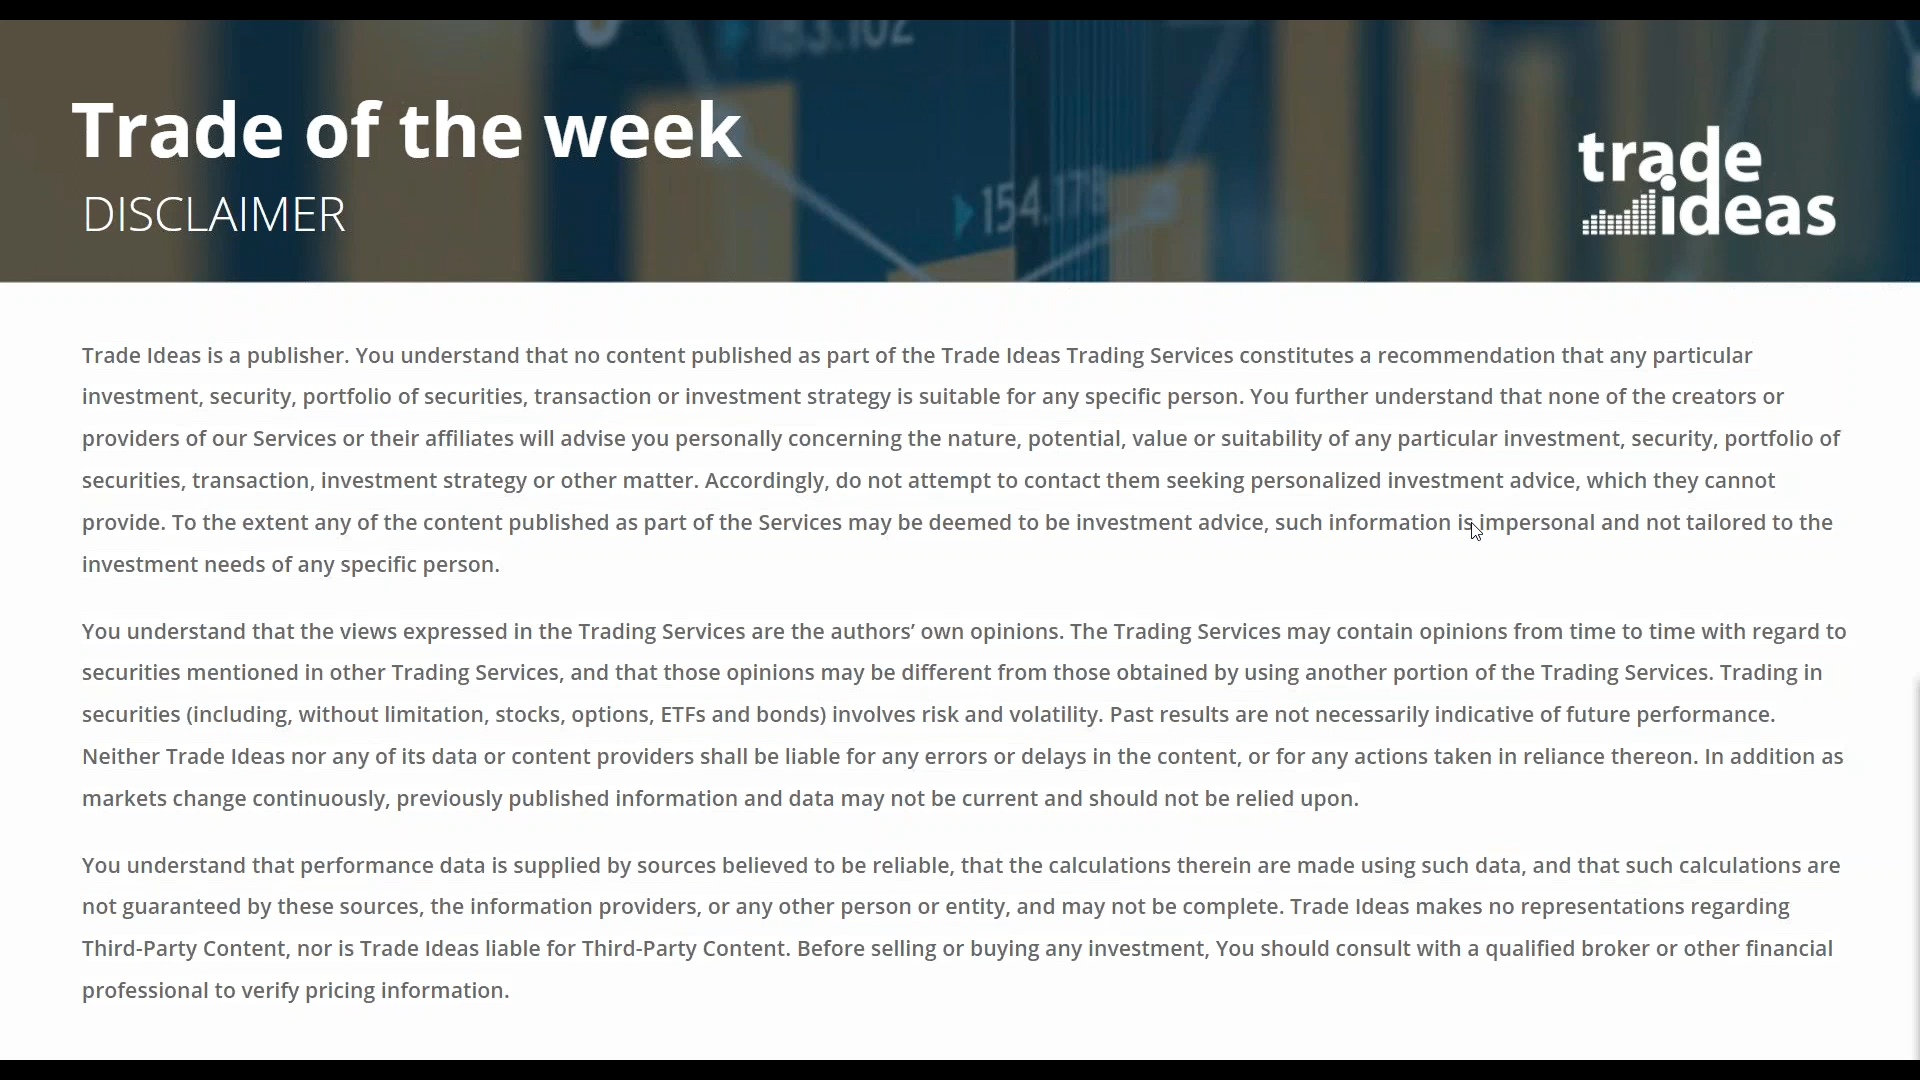 183.102
Trade of the week
DISCLAIMER
154.178
trade
ideas
Trade Ideas is a publisher. You understand that no content published as part of the Trade Ideas Trading Services constitutes a recommendation that any particular
investment, security, portfolio of securities, transaction or investment strategy is suitable for any specific person. You further understand that none of the creators or
providers of our Services or their affiliates will advise you personally concerning the nature, potential, value or suitability of any particular investment, security, portfolio of
securities, transaction, investment strategy or other matter. Accordingly, do not attempt to contact them seeking personalized investment advice, which they cannot
provide. To the extent any of the content published as part of the Services may be deemed to be investment advice, such information is impersonal and not tailored to the
investment needs of any specific person.
You understand that the views expressed in the Trading Services are the authors’ own opinions. The Trading Services may contain opinions from time to time with regard to
securities mentioned in other Trading Services, and that those opinions may be different from those obtained by using another portion of the Trading Services. Trading in
securities (including, without limitation, stocks, options, ETFs and bonds) involves risk and volatility. Past results are not necessarily indicative of future performance.
Neither Trade Ideas nor any of its data or content providers shall be liable for any errors or delays in the content, or for any actions taken in reliance thereon. In addition as
markets change continuously, previously published information and data may not be current and should not be relied upon.
You understand that performance data is supplied by sources believed to be reliable, that the calculations therein are made using such data, and that such calculations are
not guaranteed by these sources, the information providers, or any other person or entity, and may not be complete. Trade Ideas makes no representations regarding
Third-Party Content, nor is Trade Ideas liable for Third-Party Content. Before selling or buying any investment, You should consult with a qualified broker or other financial
professional to verify pricing information.